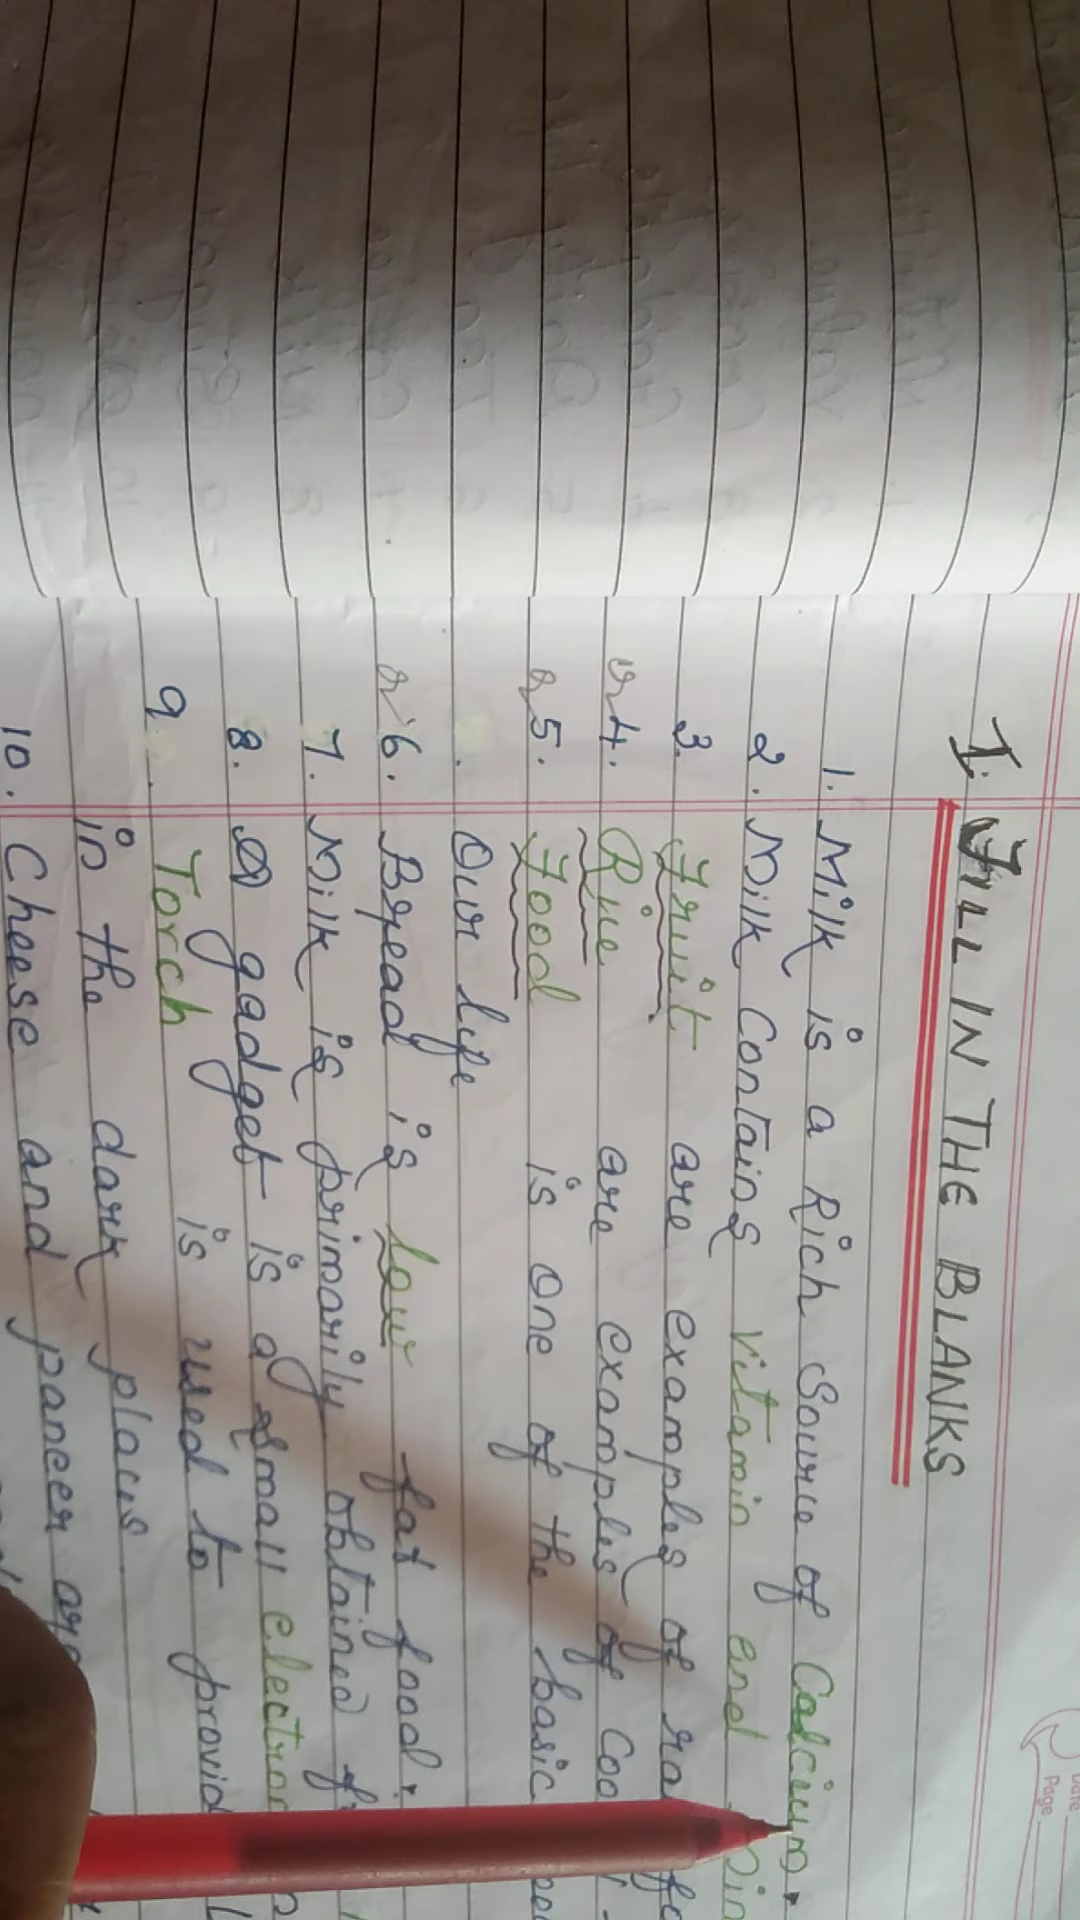 I. FILL IN THE BLANKS
1. Milk is a Rich Source of Calcium.
2. Milk Contains vitamin and
3. Fruit are examples of
4. Rice are examples of
5. Food is one of the basic
Our life
6. Bread is low fat food.
7. Milk is primarily obtained
8. gadget is a small
9. Torch is used to
in the dark places
10. Cheese and paneer
Date
Page